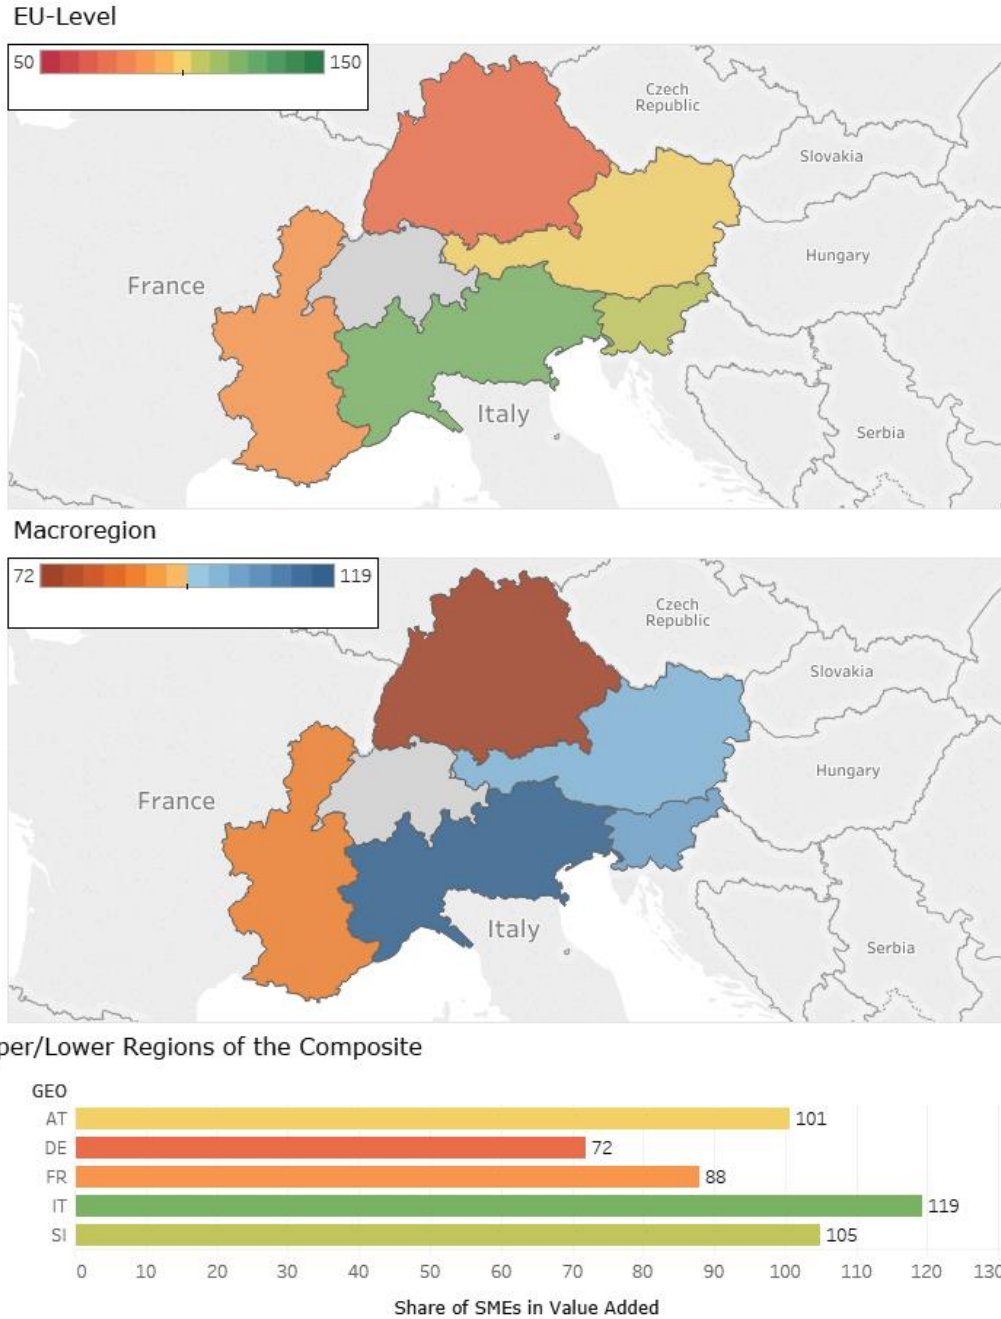 EU-Level
50 150
Czech
Republic
Slovakia
France
Hungary
Italy
Serbia
Macroregion
72 119
Czech
Republic
Slovakia
France
Hungary
Italy
Serbia
per/Lower Regions of the Composite
GEO
AT 101
DE 72
FR 88
IT 119
SI 105
0 10 20 30 40 50 60 70 80 90 100 110 120 130
Share of SMEs in Value Added